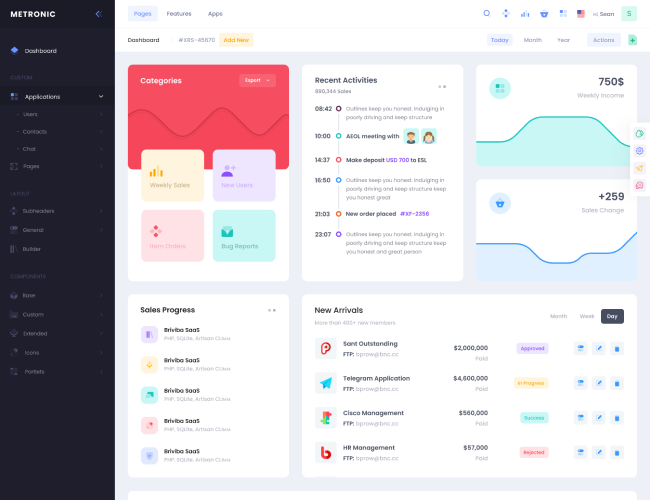 METRONIC
Pages
Features
Apps
Hi Sean
S
Dashboard
#XRS-45670
Add New
Today
Month
Year
Actions
Dashboard
CUSTOM
Applications
Users
Contacts
Chat
Pages
LAYOUT
Subheaders
General
Builder
COMPONENTS
Base
Custom
Extended
Icons
Portlets
Categories
Export
Weekly Sales
New Users
Item Orders
Bug Reports
Recent Activities
890,344 Sales
08:42
Outlines keep you honest. Indulging in
poorly driving and keep structure
10:00
AEOL meeting with
14:37
Make deposit USD 700 to ESL
16:50
Outlines keep you honest. Indulging in
poorly driving and keep structure keep
you honest great
21:03
New order placed #XF-2356
23:07
Outlines keep you honest. Indulging in
poorly driving and keep structure keep
you honest and great person
750$
Weekly Income
+259
Sales Change
Sales Progress
Briviba SaaS
PHP, SQLite, Artisan CLIмм
Briviba SaaS
PHP, SQLite, Artisan CLIмм
Briviba SaaS
PHP, SQLite, Artisan CLIмм
Briviba SaaS
PHP, SQLite, Artisan CLIмм
Briviba SaaS
PHP, SQLite, Artisan CLIмм
New Arrivals
More than 400+ new members
Month
Week
Day
Sant Outstanding
FTP: bprow@bnc.cc
$2,000,000
Paid
Approved
Telegram Application
FTP: bprow@bnc.cc
$4,600,000
Paid
In Progress
Cisco Management
FTP: bprow@bnc.cc
$560,000
Paid
Success
HR Management
FTP: bprow@bnc.cc
$57,000
Paid
Rejected